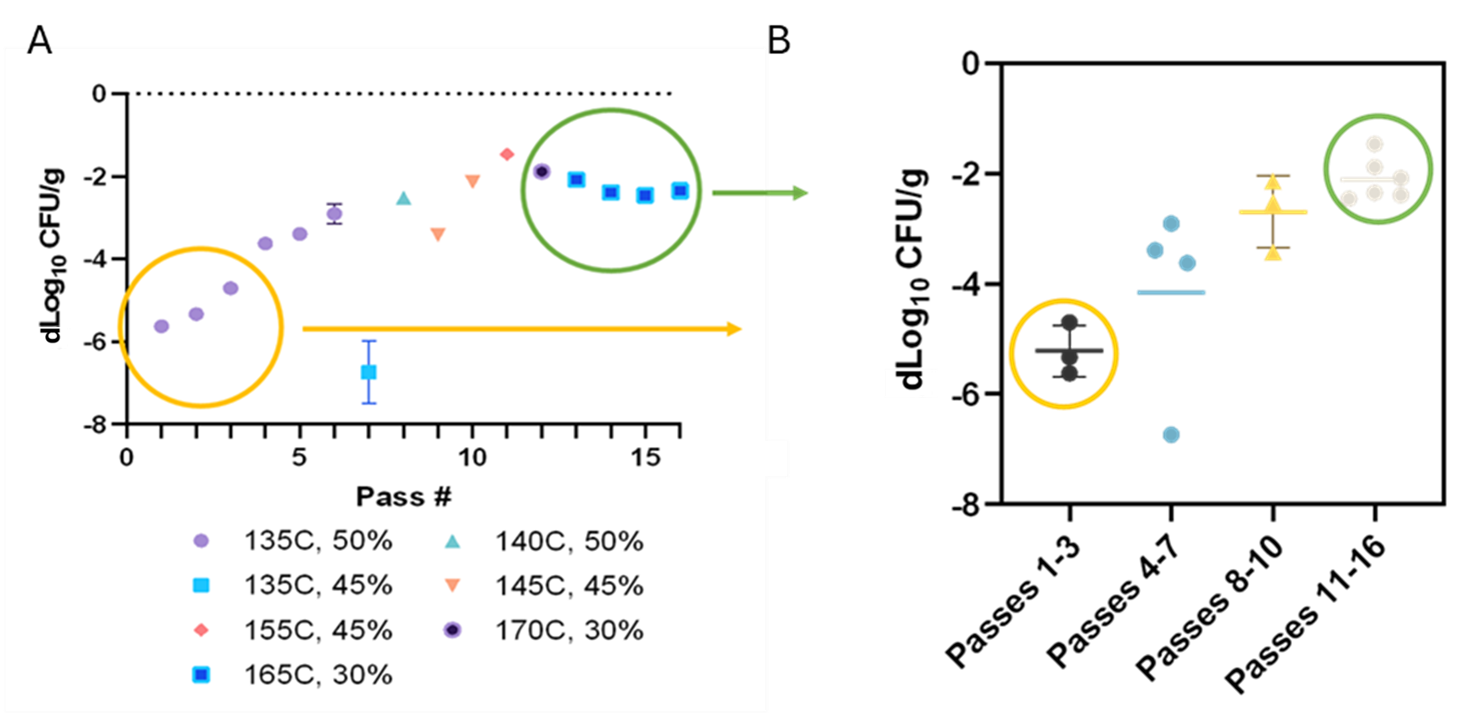 A
0
-2
-4
-6
-8
dLog10 CFU/g
0 5 10 15
Pass #
135C, 50%
140C, 50%
135C, 45%
145C, 45%
155C, 45%
170C, 30%
165C, 30%
B
0
-2
-4
-6
-8
dLog10 CFU/g
Passes 1-3
Passes 4-7
Passes 8-10
Passes 11-16